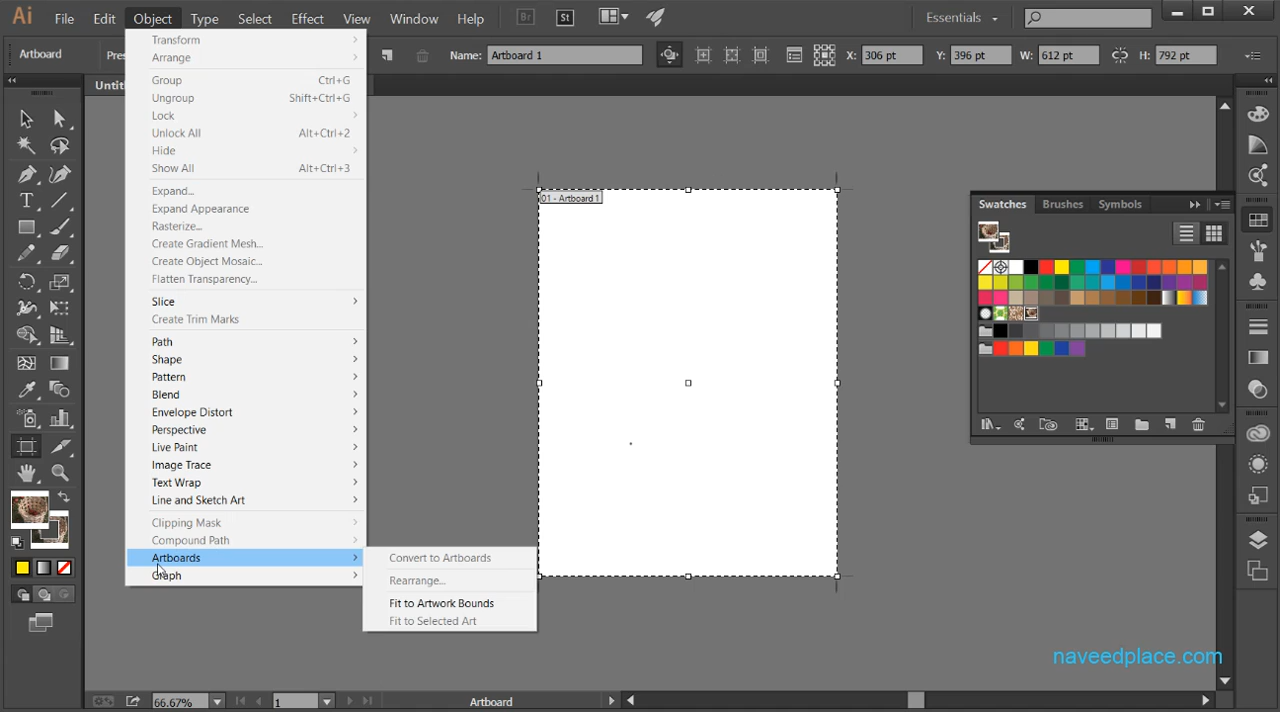 Ai File Edit Object Type Select Effect View Window Help Br St Essentials
Artboard Pres Name: Artboard 1 X: 306 pt Y: 396 pt W: 612 pt H: 792 pt
Untitl
Transform
Arrange
Group Ctrl+G
Ungroup Shift+Ctrl+G
Lock
Unlock All Alt+Ctrl+2
Hide
Show All Alt+Ctrl+3
Expand...
Expand Appearance
Rasterize...
Create Gradient Mesh...
Create Object Mosaic...
Flatten Transparency...
Slice
Create Trim Marks
Path
Shape
Pattern
Blend
Envelope Distort
Perspective
Live Paint
Image Trace
Text Wrap
Line and Sketch Art
Clipping Mask
Compound Path
Artboards
Graph
Convert to Artboards
Rearrange...
Fit to Artwork Bounds
Fit to Selected Art
01 - Artboard 1
Swatches Brushes Symbols
naveedplace.com
66.67% 1 Artboard